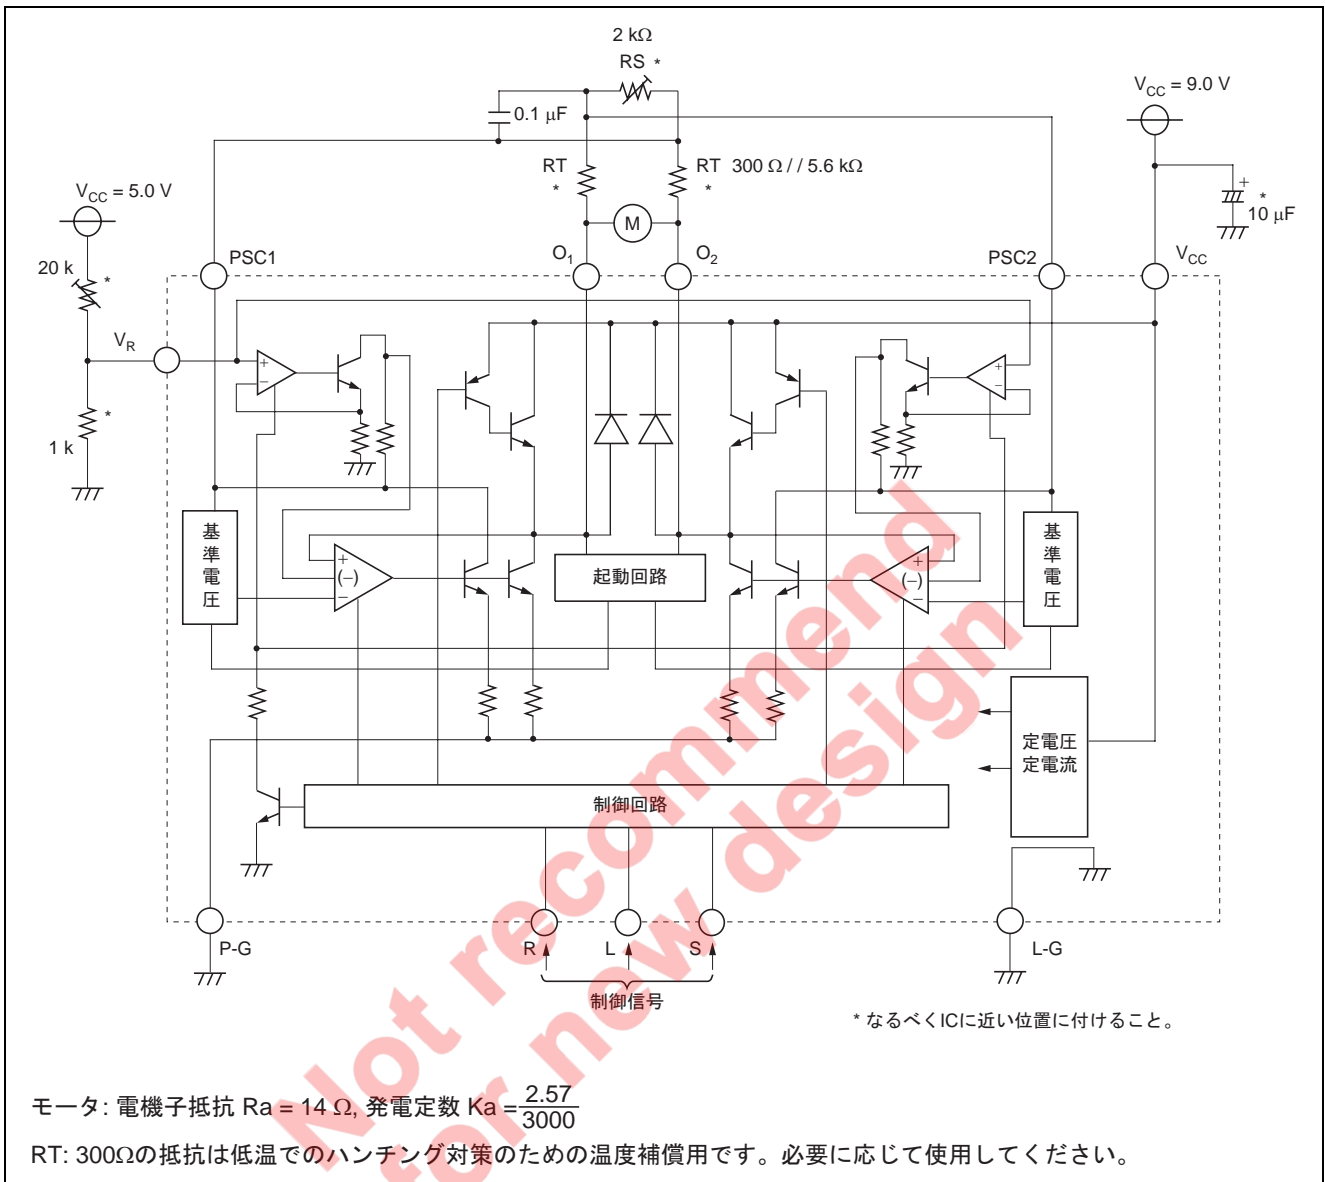 2 kΩ
RS *
V_CC = 9.0 V
0.1 μF
RT
*
RT 300 Ω // 5.6 kΩ
*
+
*
10 μF
V_CC = 5.0 V
M
20 k
*
PSC1
O₁
O₂
PSC2
V_CC
V_R
+
−
+
−
*
1 k
基準電圧
+
(−)
−
起動回路
+
(−)
−
基準電圧
定電圧
定電流
制御回路
P-G
R
L
S
L-G
制御信号
* なるべくICに近い位置に付けること。
モータ: 電機子抵抗 Ra = 14 Ω, 発電定数 Ka = 2.57/3000
RT: 300Ωの抵抗は低温でのハンチング対策のための温度補償用です。必要に応じて使用してください。
Not recommend
for new design